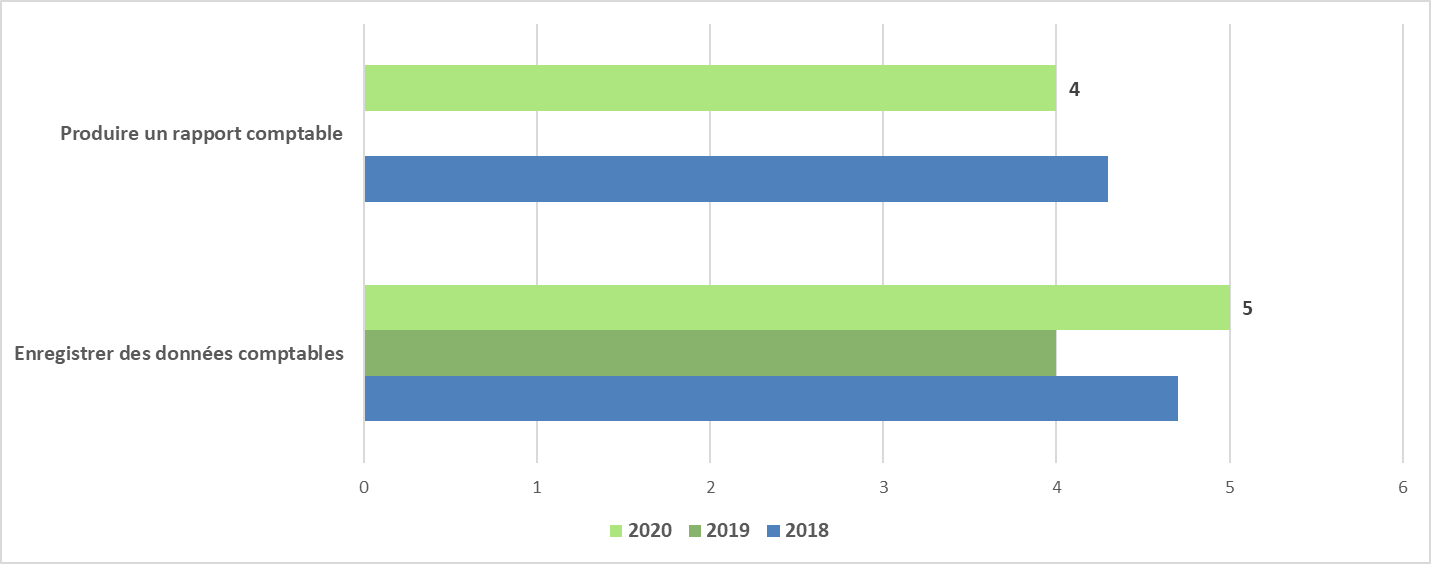 4
Produire un rapport comptable
5
Enregistrer des données comptables
0 1 2 3 4 5 6
2020 2019 2018